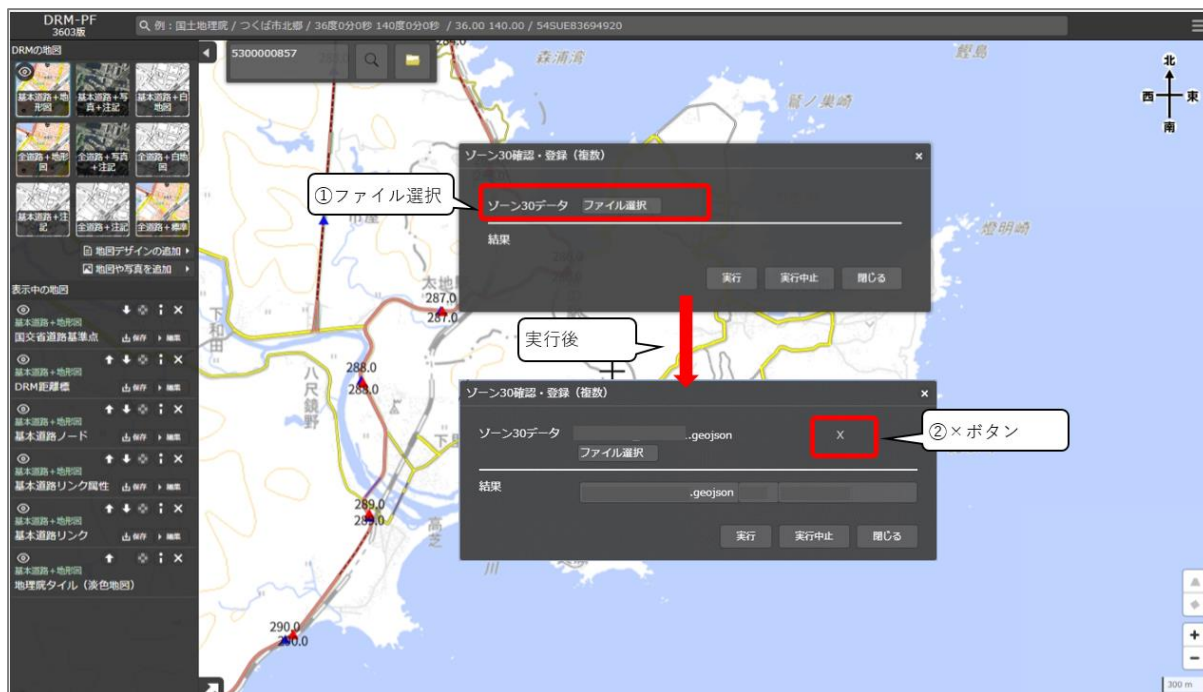 DRM-PF
3603版
例：国土地理院 / つくば市北郷 / 36度0分0秒 140度0分0秒 / 36.00 140.00 / 54SUE83694920
DRMの地図
基本道路+地形図
基本道路+写真+注記
基本道路+白地図
全道路+地形図
全道路+写真+注記
全道路+白地図
基本道路+注記
全道路+注記
全道路+標準
地図デザインの追加
地図や写真を追加
表示中の地図
基本道路+地形図
国交省道路基準点
保存
編集
基本道路+地形図
DRM距離標
保存
編集
基本道路+地形図
基本道路ノード
保存
編集
基本道路+地形図
基本道路リンク属性
保存
編集
基本道路+地形図
基本道路リンク
保存
編集
基本道路+地形図
地理院タイル（淡色地図）
5300000857
森浦湾
鷲ノ巣崎
燈明崎
北
西
東
南
ゾーン30確認・登録（複数）
×
①ファイル選択
ゾーン30データ
ファイル選択
結果
実行
実行中止
閉じる
太地
287.0
287.0
下和田
実行後
288.0
288.0
八尺鏡野
ゾーン30確認・登録（複数）
×
ゾーン30データ
.geojson
X
②×ボタン
ファイル選択
結果
.geojson
実行
実行中止
閉じる
289.0
289.0
高芝
川
290.0
290.0
+
−
300 m